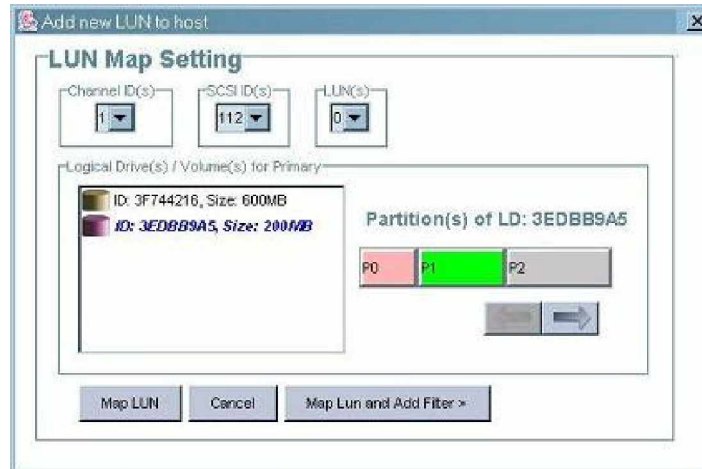 Add new LUN to host
LUN Map Setting
Channel ID(s)
SCSI ID(s)
LUN(s)
1
112
0
Logical Drive(s) / Volume(s) for Primary
ID: 3F744216, Size: 600MB
ID: 3EDBB9A5, Size: 200MB
Partition(s) of LD: 3EDBB9A5
P0
P1
P2
Map LUN
Cancel
Map Lun and Add Filter »